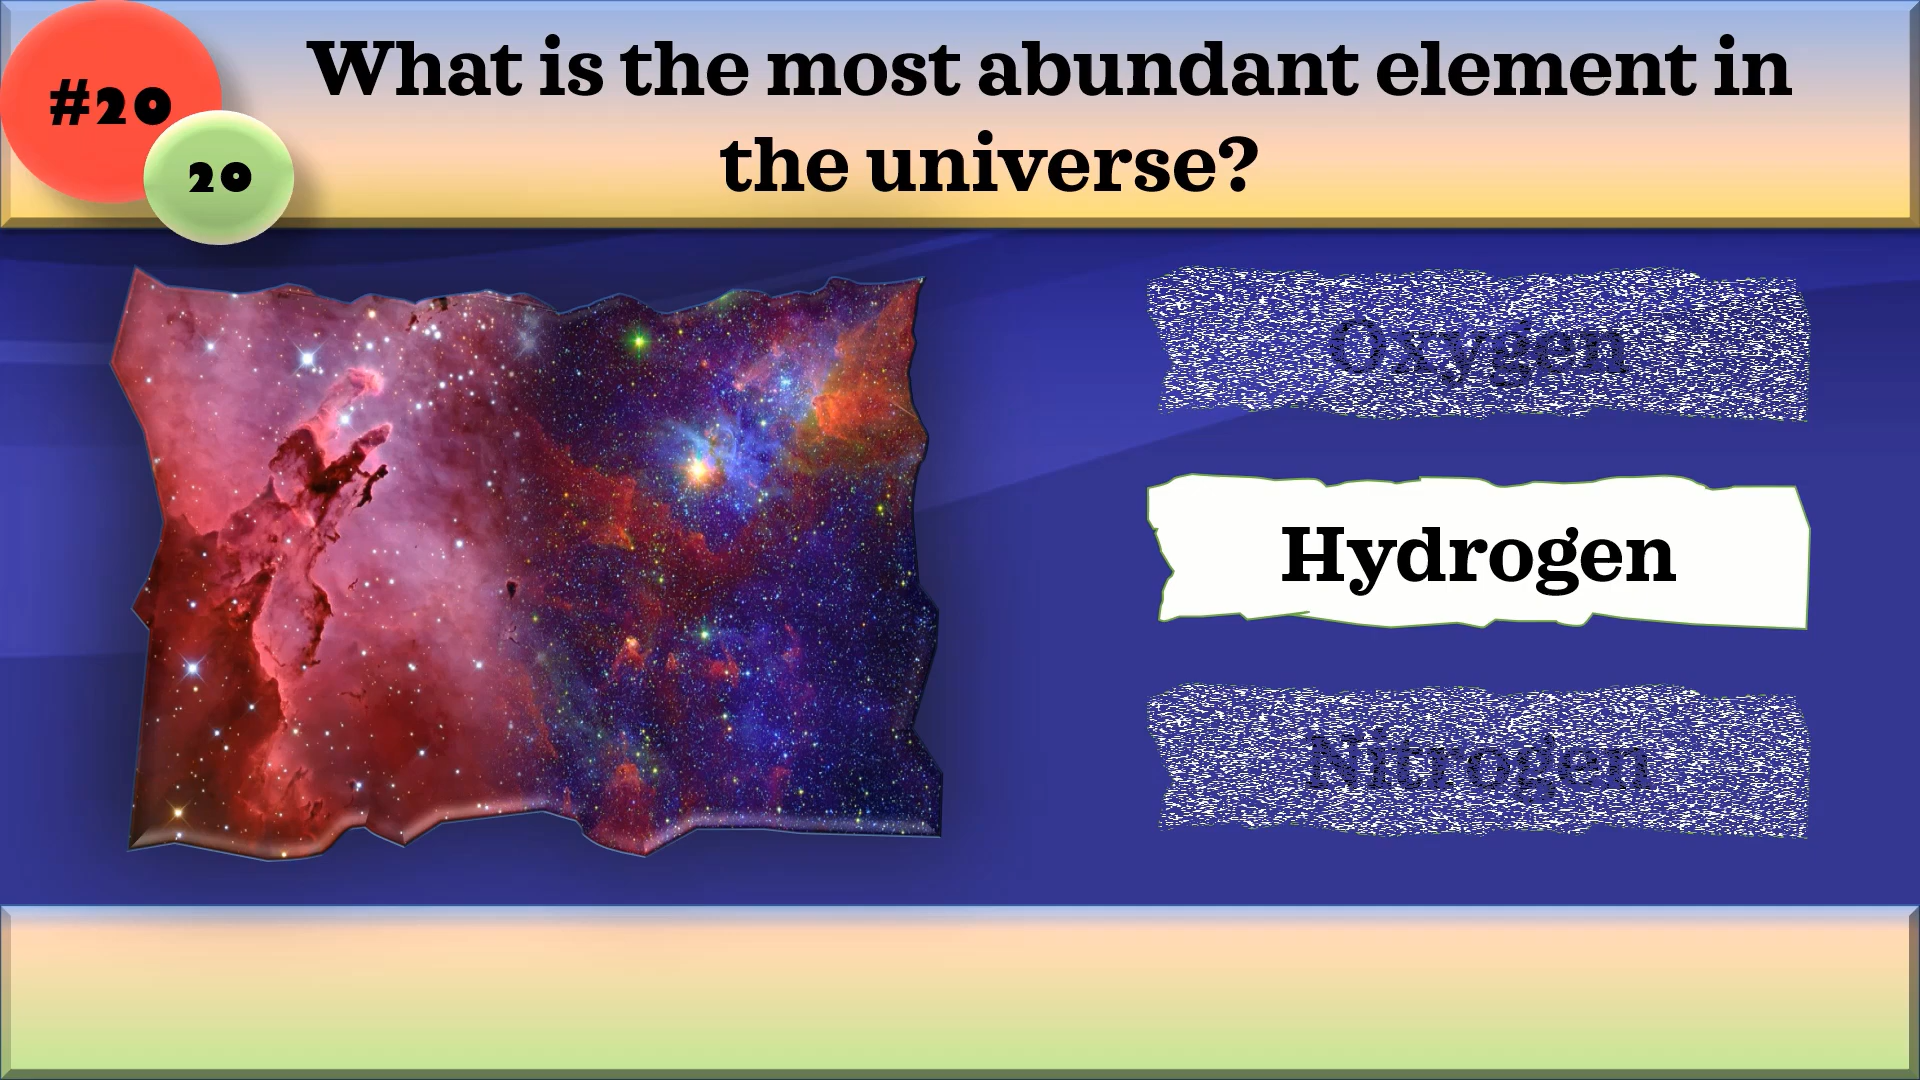 #20
20
What is the most abundant element in
the universe?
Oxygen
Hydrogen
Nitrogen